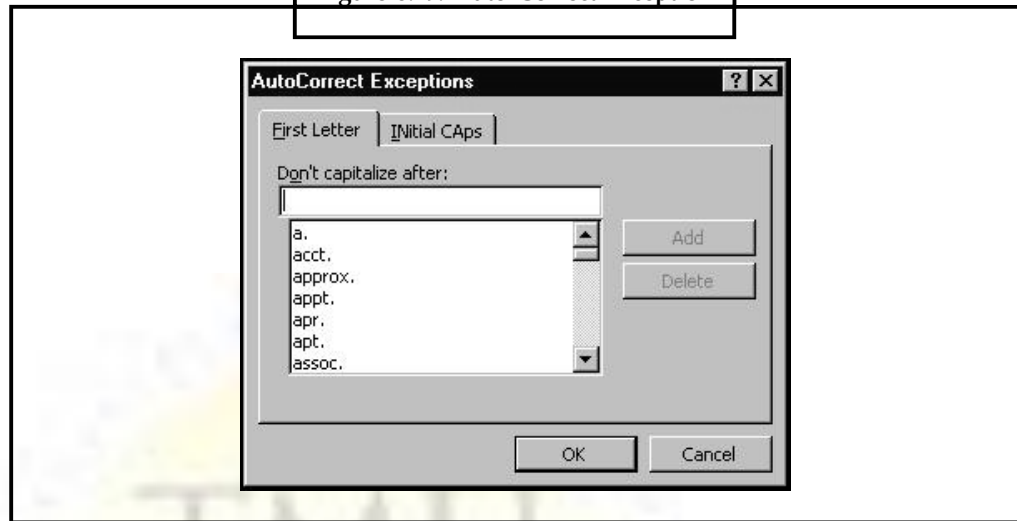 AutoCorrect Exceptions
First Letter
INitial CAps
Don't capitalize after:
a.
acct.
approx.
appt.
apr.
apt.
assoc.
Add
Delete
OK
Cancel